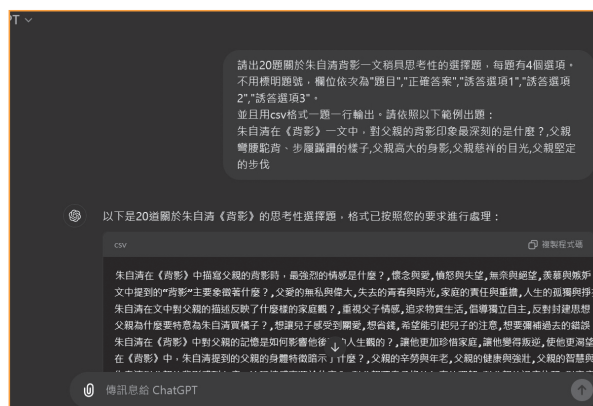 PT
請出20題關於朱自清背影一文稍具思考性的選擇題，每題有4個選項。
不用標明題號，欄位依次為"題目","正確答案","誘答選項1","誘答選項
2","誘答選項3"。
並且用csv格式一題一行輸出。請依照以下範例出題：
朱自清在《背影》一文中，對父親的背影印象最深刻的是什麼？,父親
彎腰駝背、步履蹣跚的樣子,父親高大的身影,父親慈祥的目光,父親堅定
的步伐
以下是20道關於朱自清《背影》的思考性選擇題，格式已按照您的要求進行處理：
csv
複製程式碼
朱自清在《背影》中描寫父親的背影時，最強烈的情感是什麼？,懷念與愛,憤怒與失望,無奈與絕望,羨慕與嫉妒
文中提到的"背影"主要象徵著什麼？,父愛的無私與偉大,失去的青春與時光,家庭的責任與重擔,人生的孤獨與掙
朱自清在文中對父親的描述反映了什麼樣的家庭觀？,重視父子情感,追求物質生活,倡導獨立自主,反對封建思想
父親為什麼要特意為朱自清買橘子？,想讓兒子感受到關愛,想省錢,希望能引起兒子的注意,想要彌補過去的錯誤
朱自清在《背影》中對父親的記憶是如何影響他後 人生觀的？,讓他更加珍惜家庭,讓他變得叛逆,使他更渴望
在《背影》中，朱自清提到父親的身體特徵暗示了什麼？,父親的辛勞與年老,父親的健康與強壯,父親的智慧與
傳訊息給 ChatGPT